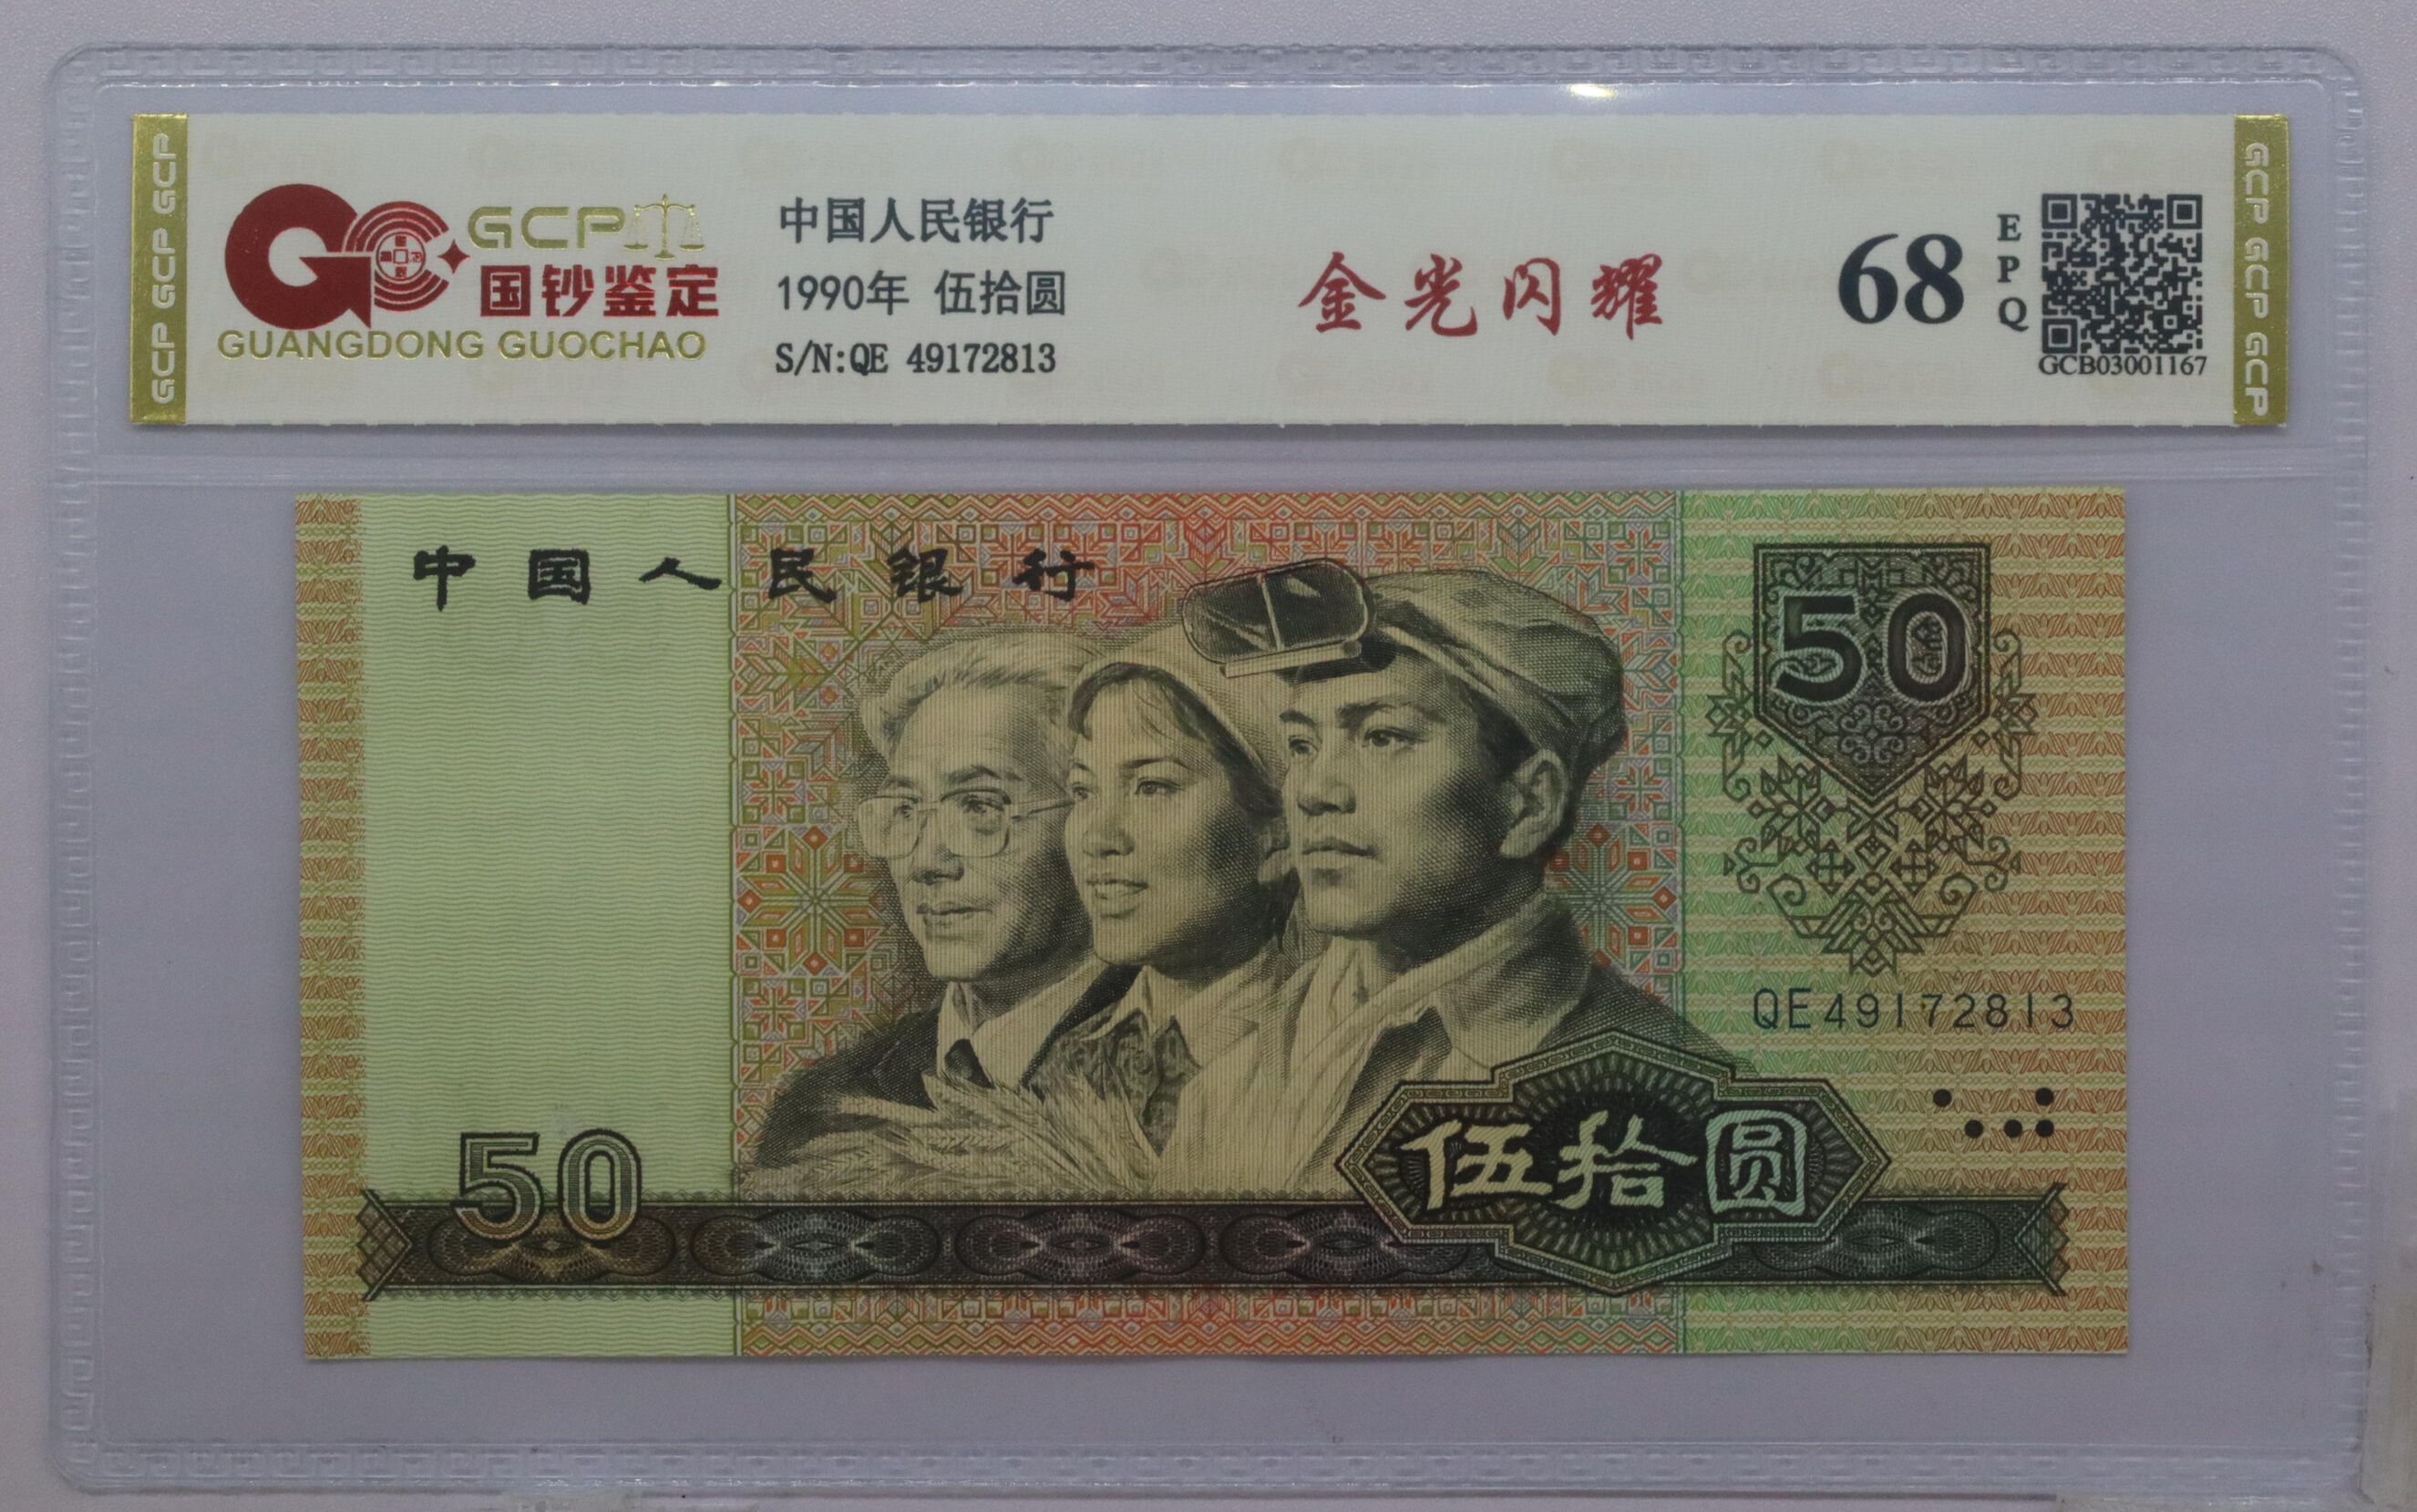 GCP GCP GCP
GCP
国钞鉴定
GUANGDONG GUOCHAO
中国人民银行
1990年 伍拾圆
S/N:QE 49172813
金光闪耀
68
EPQ
GCB03001167
GCP GCP GCP
中国人民银行
50
QE49172813
50
伍拾圆